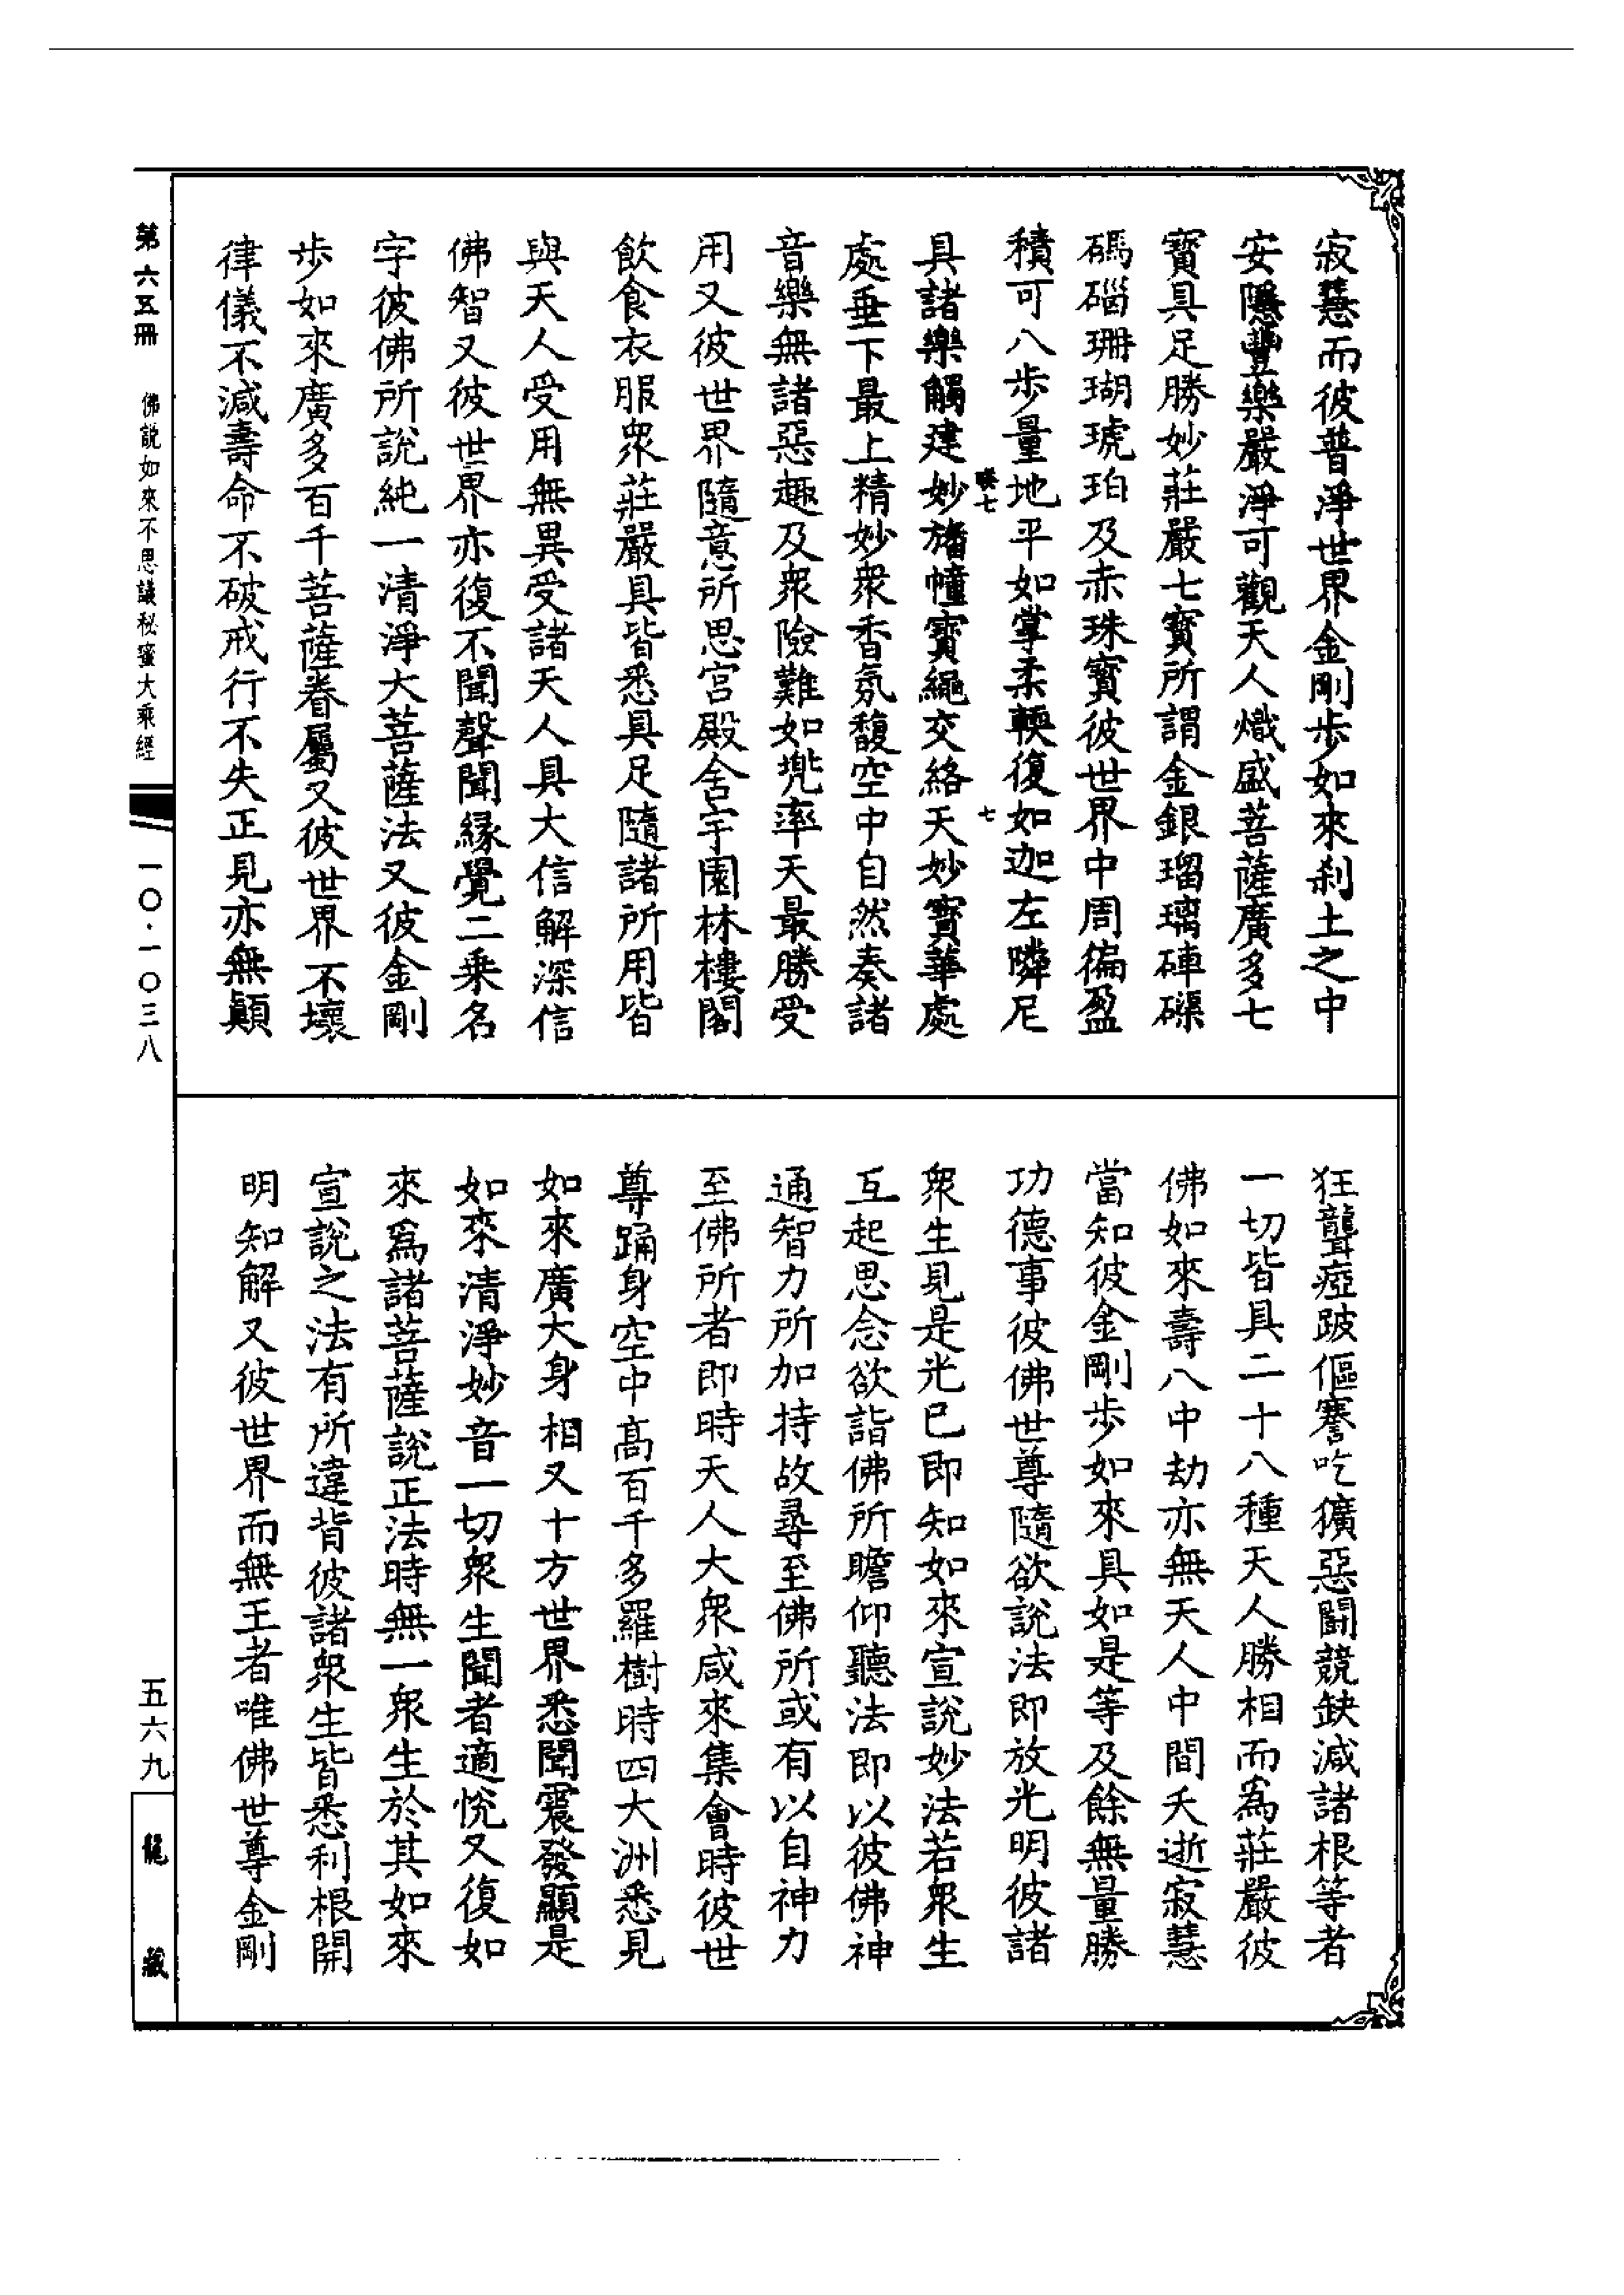 寂慧而彼普淨世界金剛步如來刹土之中
安隱豐樂嚴淨可觀天人熾盛菩薩廣多七
寶具足勝妙莊嚴七寶所謂金銀瑠璃硨磲
碼碯珊瑚琥珀及赤珠寶彼世界中周徧盈
積可八步量地平如掌柔輭復如迦左隣尼
七
七
具諸樂觸建妙旛幢寶繩交絡天妙寶華處
處垂下最上精妙衆香氛馥空中自然奏諸
音樂無諸惡趣及衆險難如兠率天最勝受
用又彼世界隨意所思宮殿舍宇園林樓閣
飲食衣服衆莊嚴具皆悉具足隨諸所用皆
與天人受用無異受諸天人具大信解深信
佛智又彼世界亦復不聞聲聞縁覺二乗名
字彼佛所說純一清淨大菩薩法又彼金剛
步如來廣多百千菩薩眷屬又彼世界不壞
律儀不減壽命不破戒行不失正見亦無顚
狂聾瘂跛傴蹇吃獷惡鬪競缺減諸根等者
一切皆具二十八種天人勝相而爲莊嚴彼
佛如來壽八中劫亦無天人中間夭逝寂慧
當知彼金剛步如來具如是等及餘無量勝
功德事彼佛世尊隨欲說法即放光明彼諸
衆生見是光已即知如來宣說妙法若衆生
互起思念欲詣佛所瞻仰聽法即以彼佛神
通智力所加持故尋至佛所或有以自神力
至佛所者即時天人大衆咸來集會時彼世
尊踊身空中高百千多羅樹時四大洲悉見
如來廣大身相又十方世界悉聞震發顯是
如來清淨妙音一切衆生聞者適悅又復如
來爲諸菩薩說正法時無一衆生於其如來
宣說之法有所違背彼諸衆生皆悉利根開
明知解又彼世界而無王者唯佛世尊金剛
第六五冊 佛說如來不思議秘密大乘經 一〇·一〇三八 五六九 龍藏